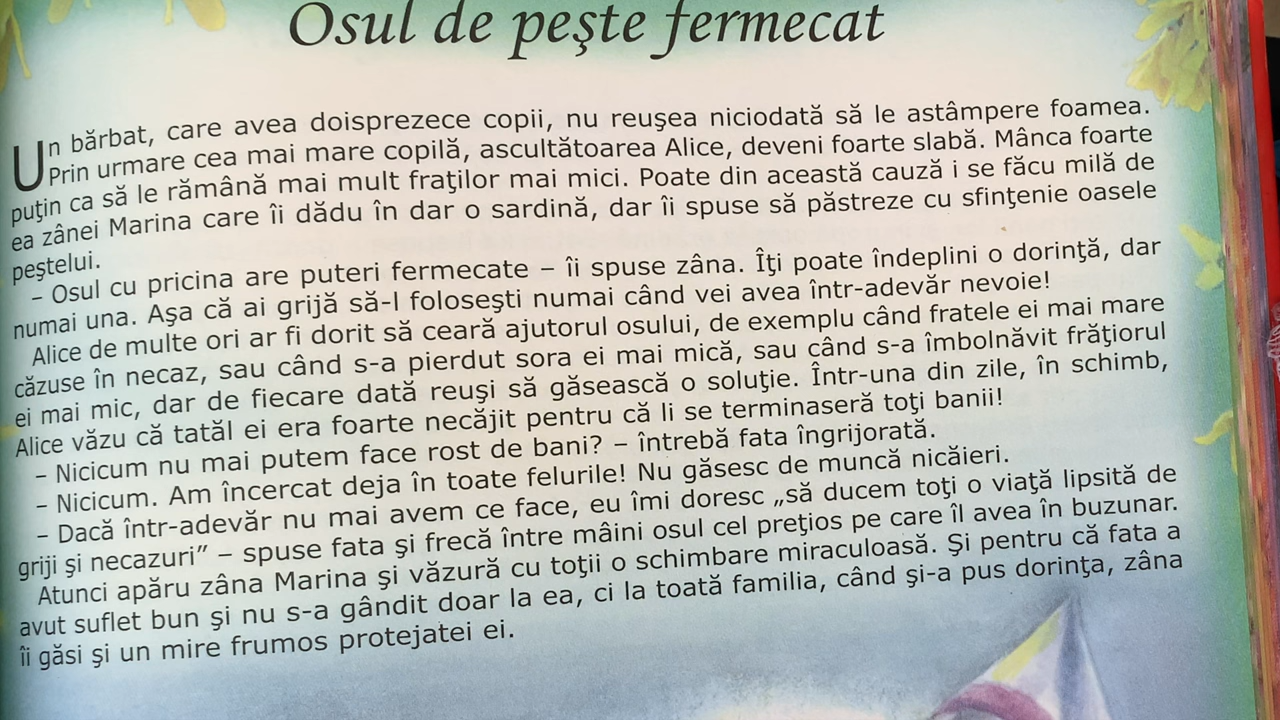 Osul de peşte fermecat
Un bărbat, care avea doisprezece copii, nu reuşea niciodată să le astâmpere foamea.
Prin urmare cea mai mare copilă, ascultătoarea Alice, deveni foarte slabă. Mânca foarte
puţin ca să le rămână mai mult fraţilor mai mici. Poate din această cauză i se făcu milă de
ea zânei Marina care îi dădu în dar o sardină, dar îi spuse să păstreze cu sfinţenie oasele
peştelui.
– Osul cu pricina are puteri fermecate – îi spuse zâna. Îţi poate îndeplini o dorinţă, dar
numai una. Aşa că ai grijă să-l foloseşti numai când vei avea într-adevăr nevoie!
Alice de multe ori ar fi dorit să ceară ajutorul osului, de exemplu când fratele ei mai mare
căzuse în necaz, sau când s-a pierdut sora ei mai mică, sau când s-a îmbolnăvit frăţiorul
ei mai mic, dar de fiecare dată reuşi să găsească o soluţie. Într-una din zile, în schimb,
Alice văzu că tatăl ei era foarte necăjit pentru că li se terminaseră toţi banii!
– Nicicum nu mai putem face rost de bani? – întrebă fata îngrijorată.
– Nicicum. Am încercat deja în toate felurile! Nu găsesc de muncă nicăieri.
– Dacă într-adevăr nu mai avem ce face, eu îmi doresc „să ducem toţi o viaţă lipsită de
griji şi necazuri” – spuse fata şi frecă între mâini osul cel preţios pe care îl avea în buzunar.
Atunci apăru zâna Marina şi văzură cu toţii o schimbare miraculoasă. Şi pentru că fata a
avut suflet bun şi nu s-a gândit doar la ea, ci la toată familia, când şi-a pus dorinţa, zâna
îi găsi şi un mire frumos protejatei ei.